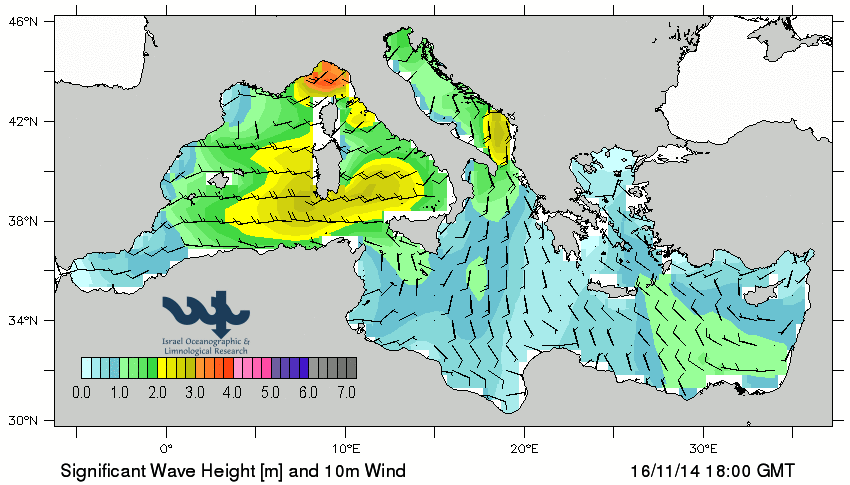 46°N
42°N
38°N
34°N
30°N
Israel Oceanographic &
Limnological Research
0.0 1.0 2.0 3.0 4.0 5.0 6.0 7.0
0° 10°E 20°E 30°E
Significant Wave Height [m] and 10m Wind 16/11/14 18:00 GMT